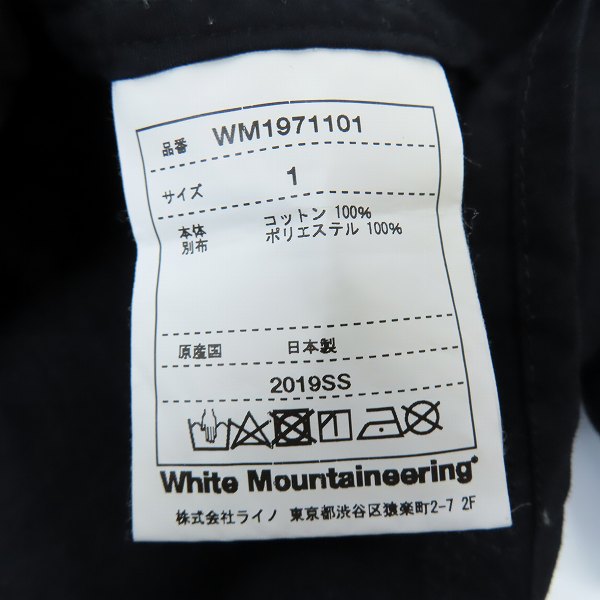 品番 WM1971101
サイズ 1
本体 コットン 100%
別布 ポリエステル 100%
原産国 日本製
2019SS
White Mountaineering®
株式会社ライノ 東京都渋谷区猿楽町2-7 2F